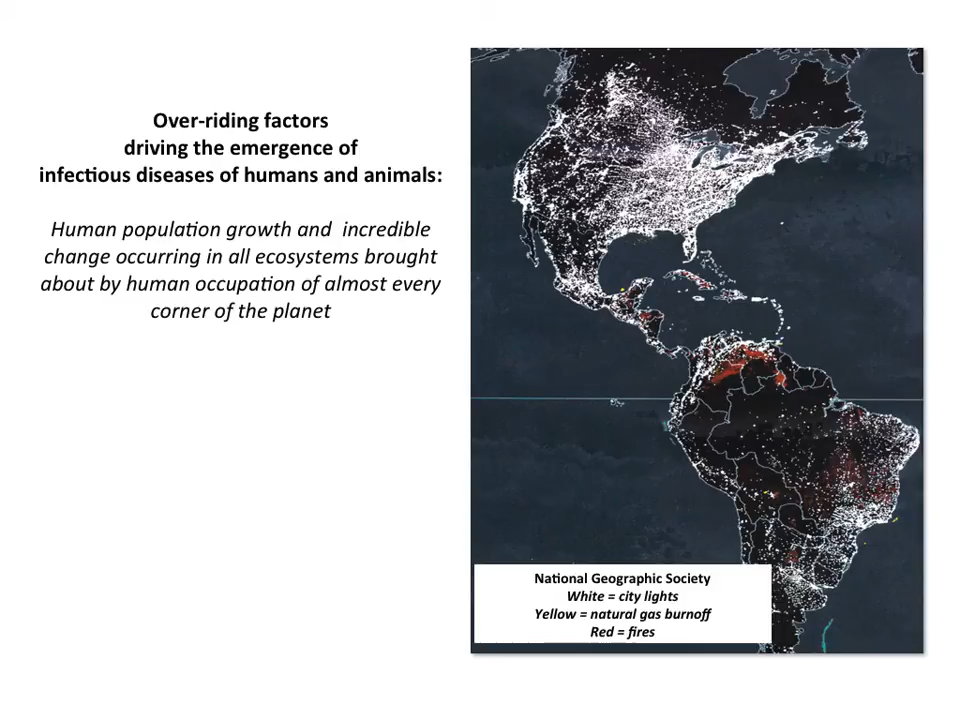 Over-riding factors
driving the emergence of
infectious diseases of humans and animals:
Human population growth and  incredible
change occurring in all ecosystems brought
about by human occupation of almost every
corner of the planet
National Geographic Society
White = city lights
Yellow = natural gas burnoff
Red = fires